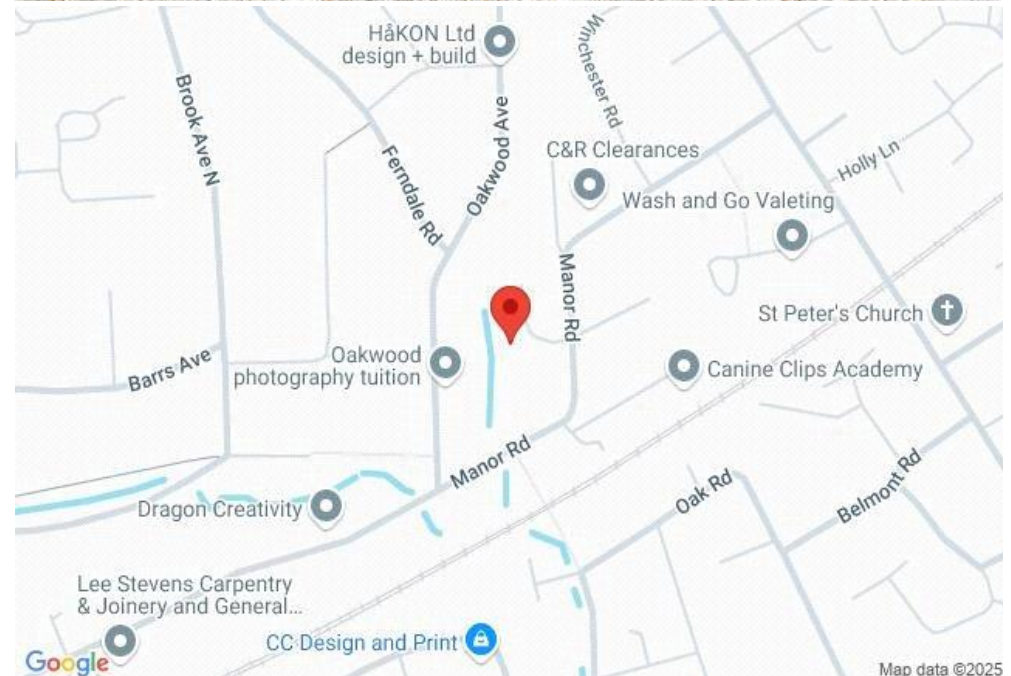 HåKON Ltd
design + build
Winchester Rd
Brook Ave N
Oakwood Ave
Ferndale Rd
C&R Clearances
Holly Ln
Wash and Go Valeting
Manor Rd
St Peter's Church
Oakwood
photography tuition
Barrs Ave
Canine Clips Academy
Manor Rd
Oak Rd
Belmont Rd
Dragon Creativity
Lee Stevens Carpentry
& Joinery and General...
CC Design and Print
Google
Map data ©2025